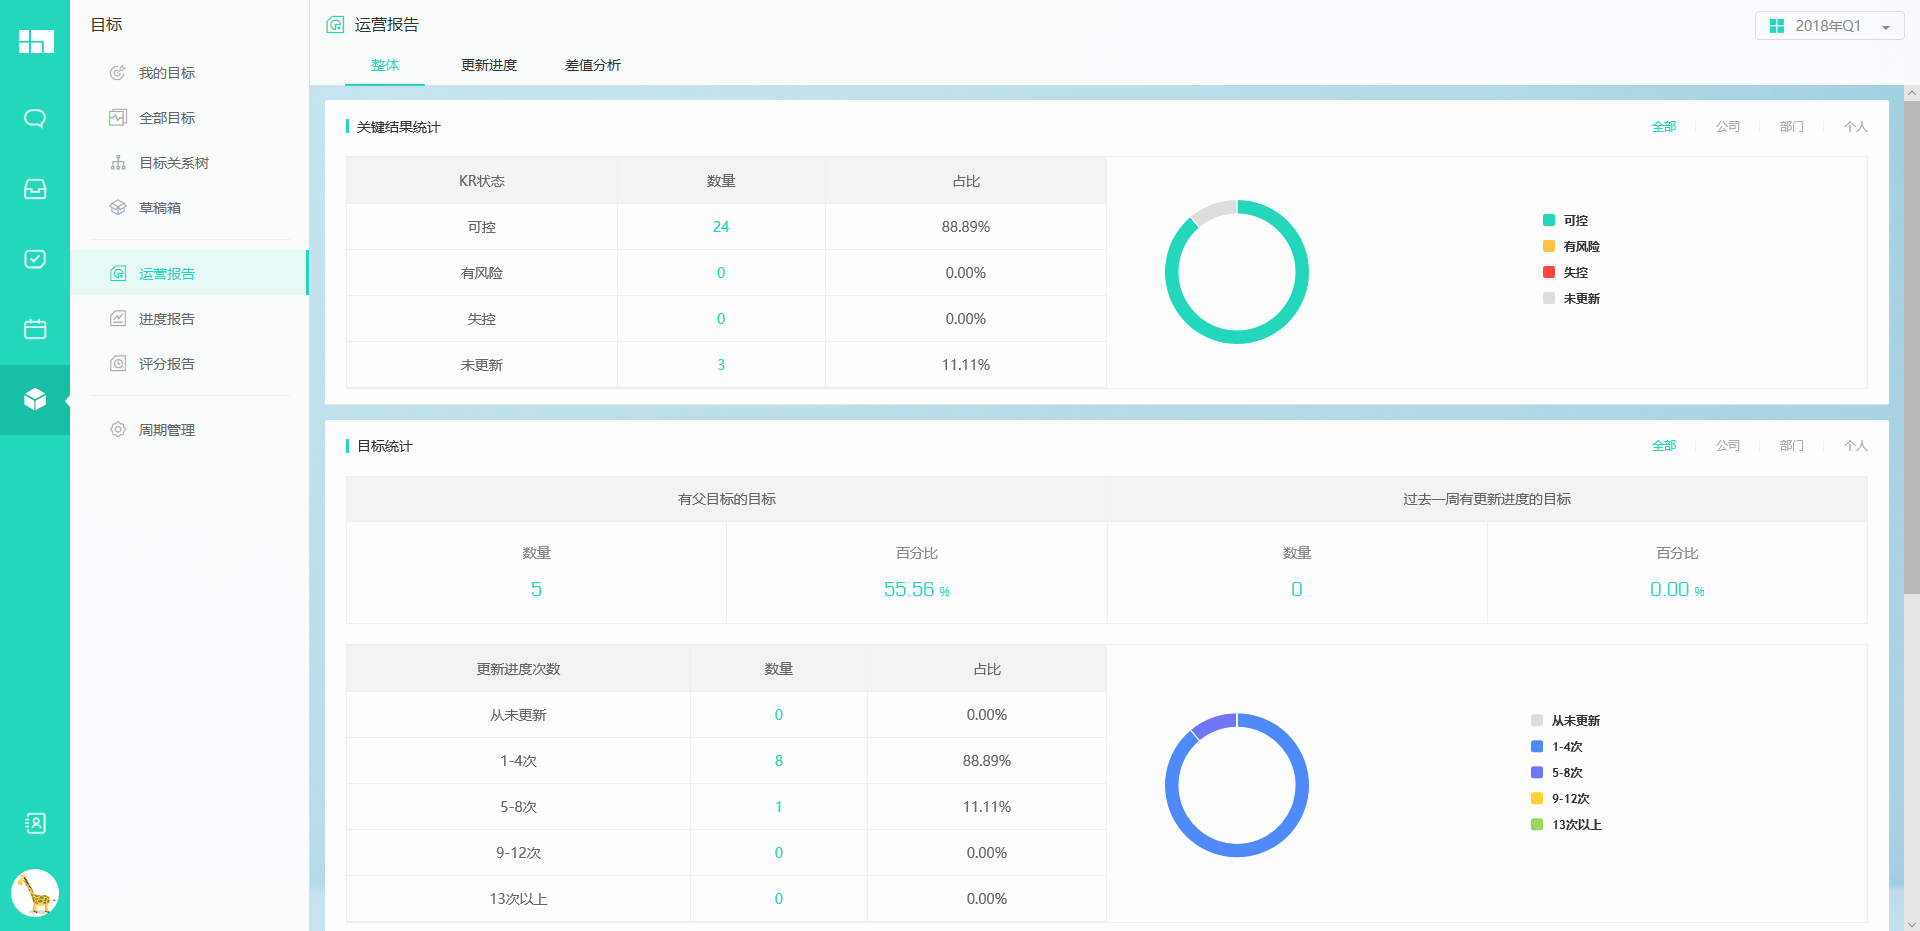 目标
我的目标
全部目标
目标关系树
草稿箱
运营报告
进度报告
评分报告
周期管理
运营报告
2018年Q1
整体 更新进度 差值分析
关键结果统计
全部 公司 部门 个人
KR状态 数量 占比
可控 24 88.89%
有风险 0 0.00%
失控 0 0.00%
未更新 3 11.11%
可控
有风险
失控
未更新
目标统计
全部 公司 部门 个人
有父目标的目标 过去一周有更新进度的目标
数量 百分比 数量 百分比
5 55.56 % 0 0.00 %
更新进度次数 数量 占比
从未更新 0 0.00%
1-4次 8 88.89%
5-8次 1 11.11%
9-12次 0 0.00%
13次以上 0 0.00%
从未更新
1-4次
5-8次
9-12次
13次以上